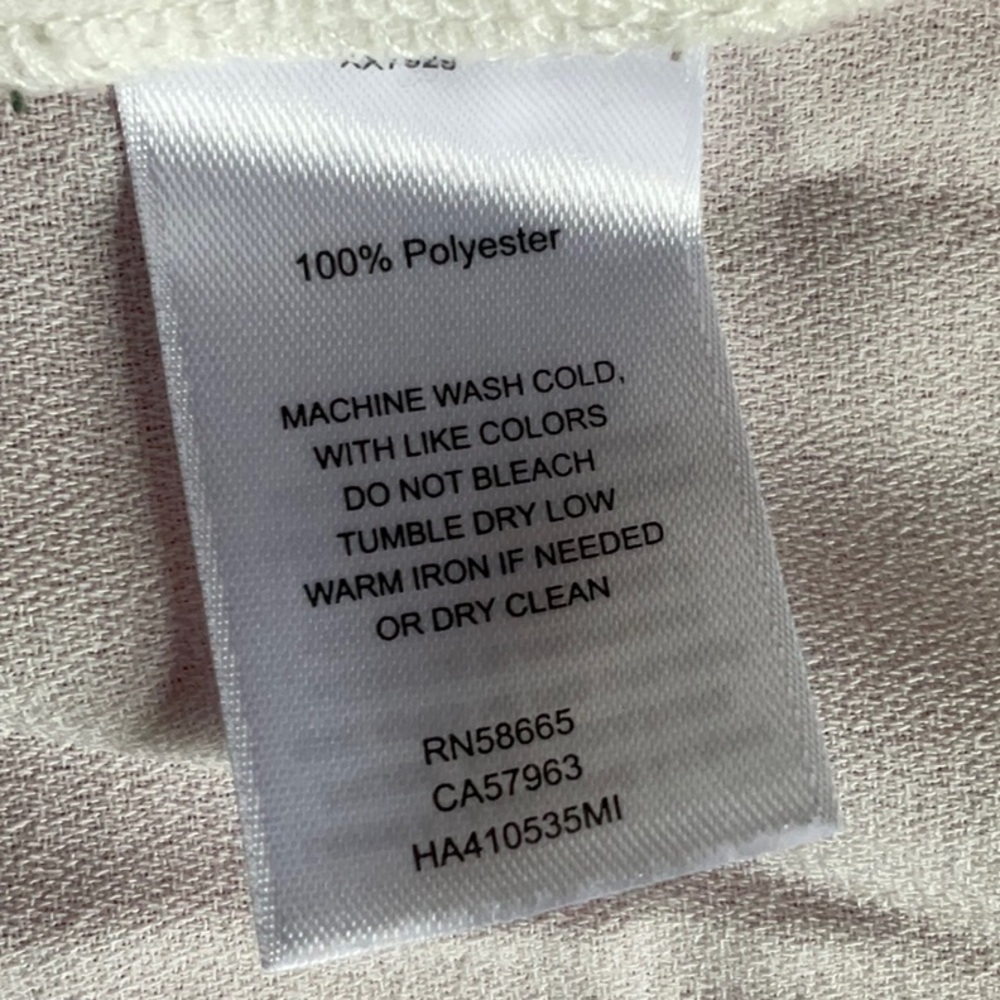 100% Polyester
MACHINE WASH COLD,
WITH LIKE COLORS
DO NOT BLEACH
TUMBLE DRY LOW
WARM IRON IF NEEDED
OR DRY CLEAN
RN58665
CA57963
HA410535MI